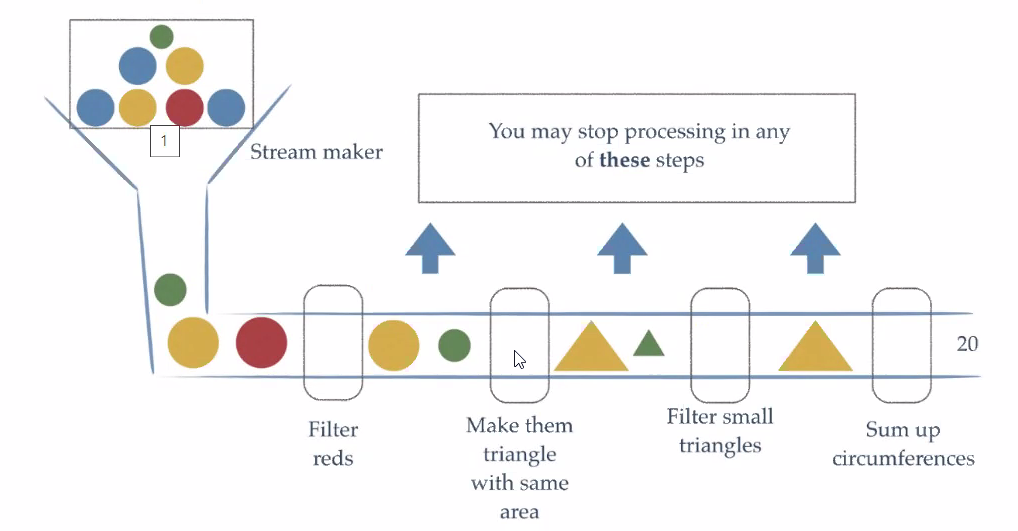 1
Stream maker
You may stop processing in any
of these steps
20
Filter
reds
Make them
triangle
with same
area
Filter small
triangles
Sum up
circumferences